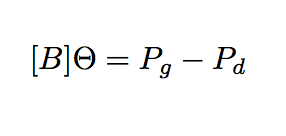 [B]Θ = P_g − P_d